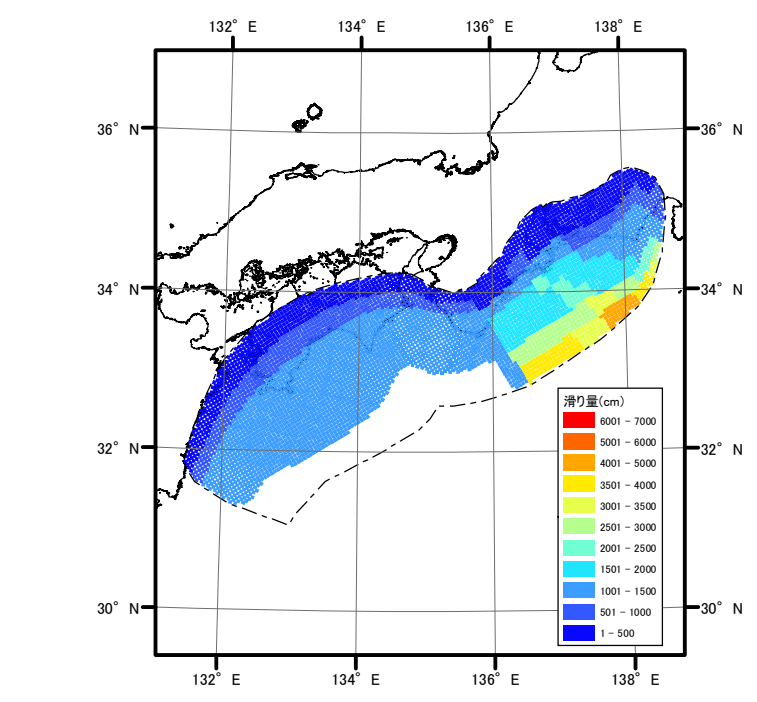 132° E 134° E 136° E 138° E
36° N 36° N
34° N 34° N
32° N 32° N
30° N 30° N
滑り量(cm)
6001 - 7000
5001 - 6000
4001 - 5000
3501 - 4000
3001 - 3500
2501 - 3000
2001 - 2500
1501 - 2000
1001 - 1500
501 - 1000
1 - 500
132° E 134° E 136° E 138° E